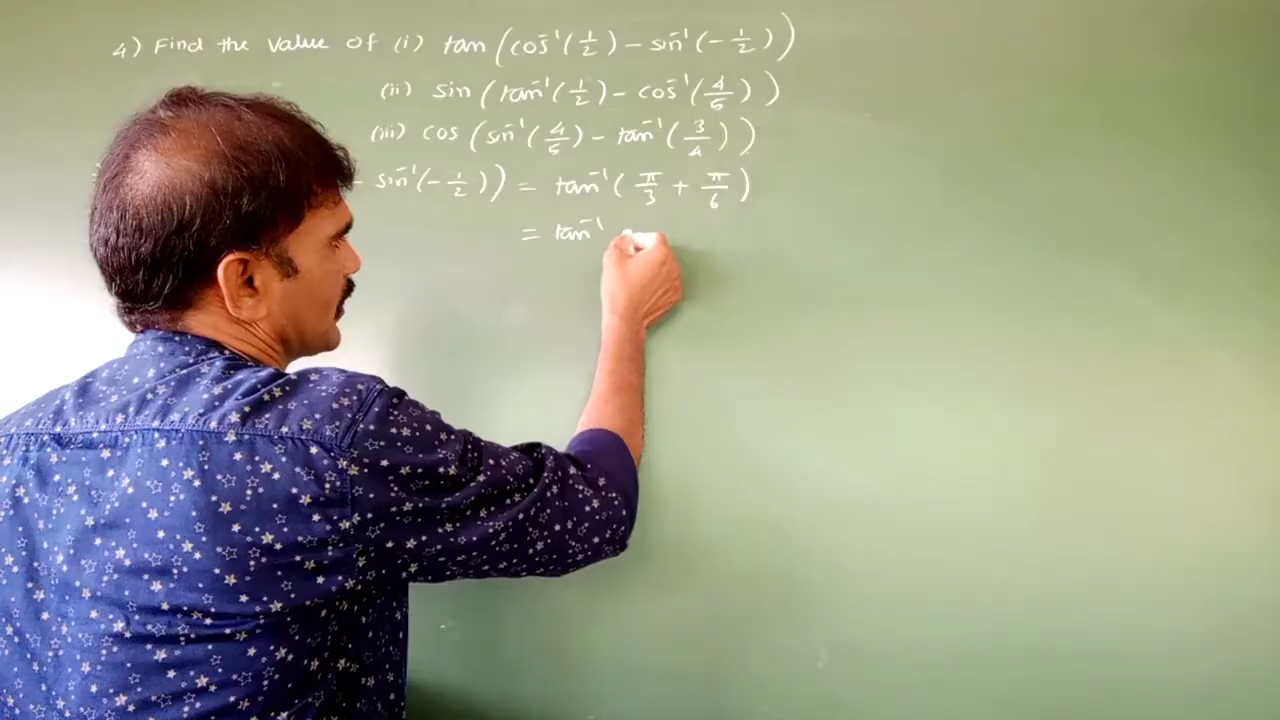 4) Find the value of (i) tan(cos⁻¹(1/2) − sin⁻¹(−1/2))
(ii) sin(tan⁻¹(1/2) − cos⁻¹(4/5))
(iii) cos(sin⁻¹(4/5) − tan⁻¹(3/4))
− sin⁻¹(−1/2)) = tan⁻¹(π/3 + π/6)
= tan⁻¹